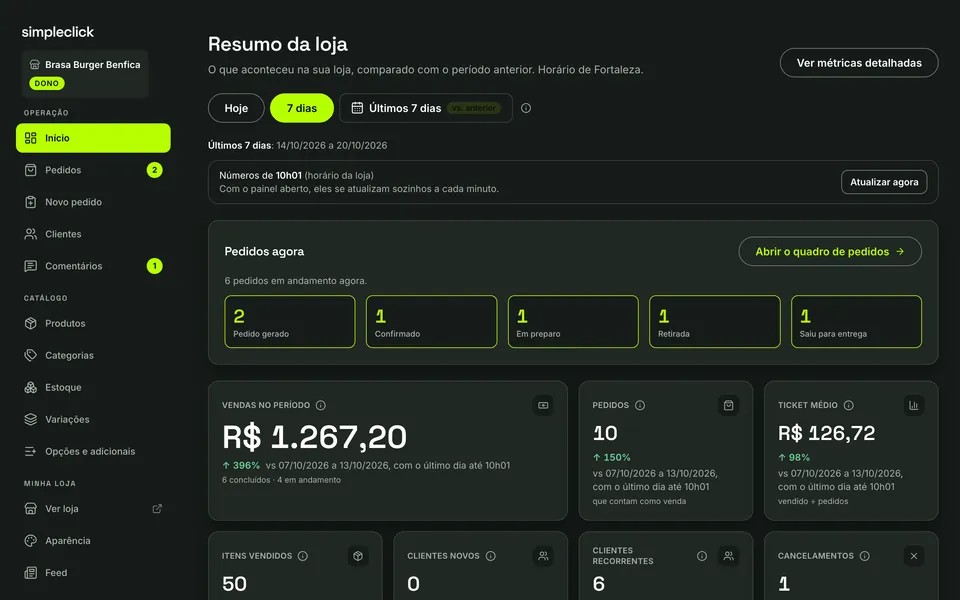 simpleclick
Brasa Burger Benfica
DONO
OPERAÇÃO
Início
Pedidos
2
Novo pedido
Clientes
Comentários
1
CATÁLOGO
Produtos
Categorias
Estoque
Variações
Opções e adicionais
MINHA LOJA
Ver loja
Aparência
Feed
Resumo da loja
O que aconteceu na sua loja, comparado com o período anterior. Horário de Fortaleza.
Ver métricas detalhadas
Hoje
7 dias
Últimos 7 dias
vs. anterior
Últimos 7 dias: 14/10/2026 a 20/10/2026
Números de 10h01 (horário da loja)
Com o painel aberto, eles se atualizam sozinhos a cada minuto.
Atualizar agora
Pedidos agora
Abrir o quadro de pedidos →
6 pedidos em andamento agora.
2
Pedido gerado
1
Confirmado
1
Em preparo
1
Retirada
1
Saiu para entrega
VENDAS NO PERÍODO
R$ 1.267,20
↑ 396% vs 07/10/2026 a 13/10/2026, com o último dia até 10h01
6 concluídos · 4 em andamento
PEDIDOS
10
↑ 150%
vs 07/10/2026 a 13/10/2026,
com o último dia até 10h01
que contam como venda
TICKET MÉDIO
R$ 126,72
↑ 98%
vs 07/10/2026 a 13/10/2026,
com o último dia até 10h01
vendido ÷ pedidos
ITENS VENDIDOS
50
CLIENTES NOVOS
0
CLIENTES
RECORRENTES
6
CANCELAMENTOS
1